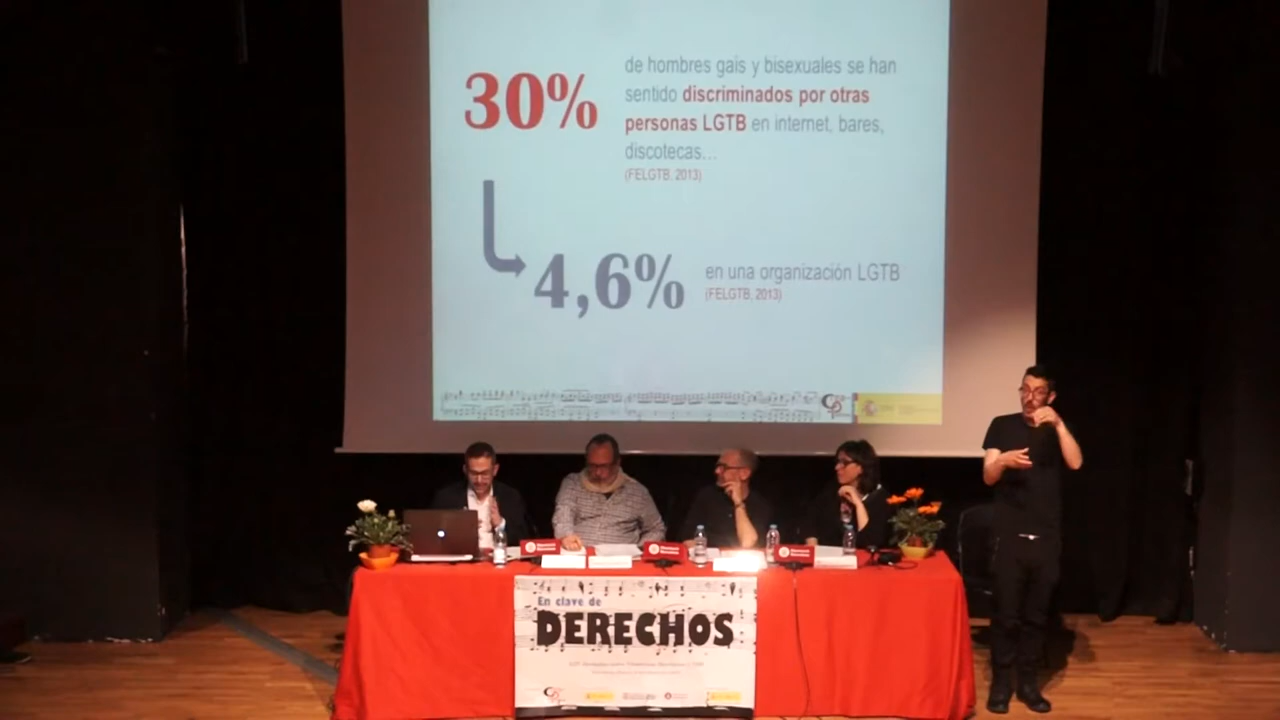 30%
de hombres gais y bisexuales se han
sentido discriminados por otras
personas LGTB en internet, bares,
discotecas...
(FELGTB, 2013)
4,6%
en una organización LGTB
(FELGTB, 2013)
En clave de
DERECHOS